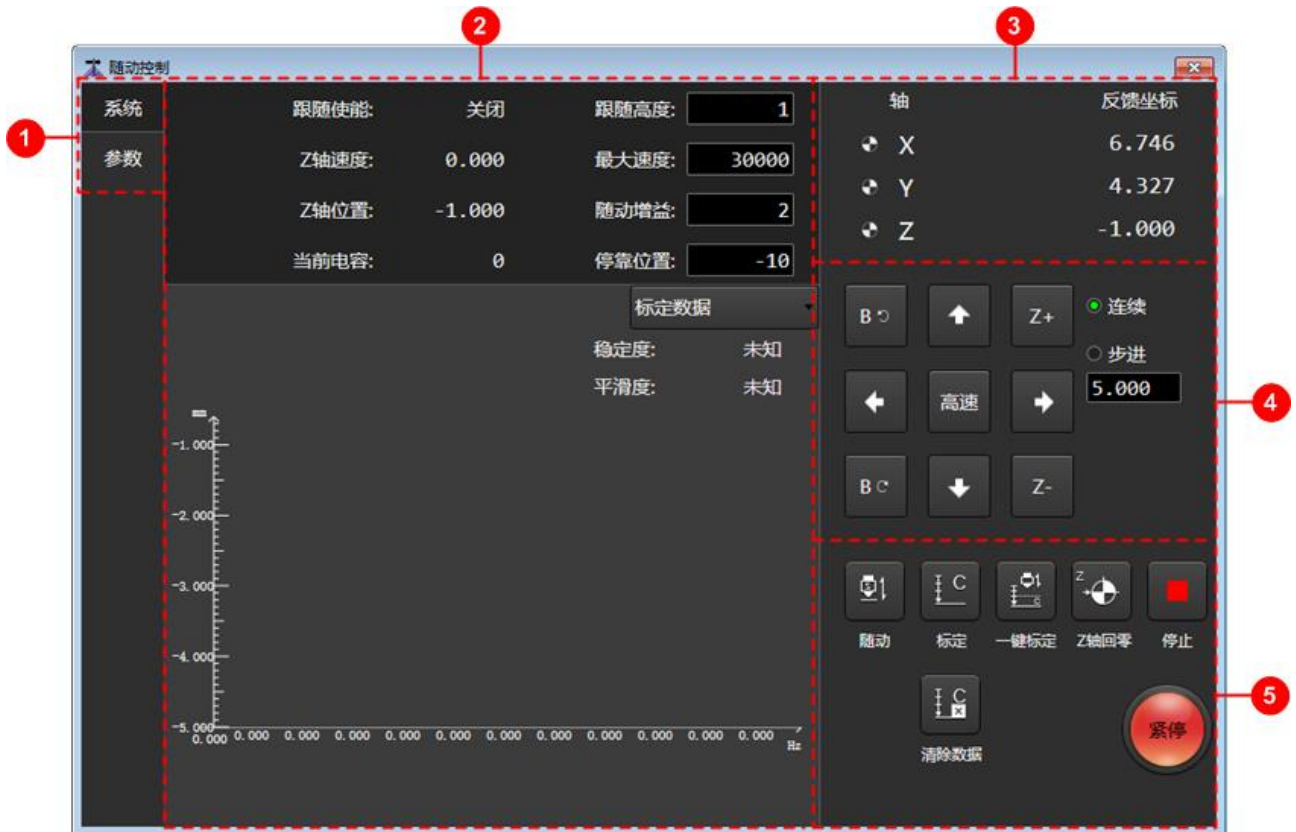 2
3
随动控制
1
系统
参数
跟随使能: 关闭 跟随高度: 1
Z轴速度: 0.000 最大速度: 30000
Z轴位置: -1.000 随动增益: 2
当前电容: 0 停靠位置: -10
标定数据
稳定度: 未知
平滑度: 未知
mm
-1.000
-2.000
-3.000
-4.000
-5.000
0.000 0.000 0.000 0.000 0.000 0.000 0.000 0.000 0.000 0.000 0.000 0.000
Hz
轴 反馈坐标
X 6.746
Y 4.327
Z -1.000
B Z+
连续
步进
5.000
高速
4
B Z-
随动 标定 一键标定 Z轴回零 停止
C
C
Z
5
C
清除数据
紧停